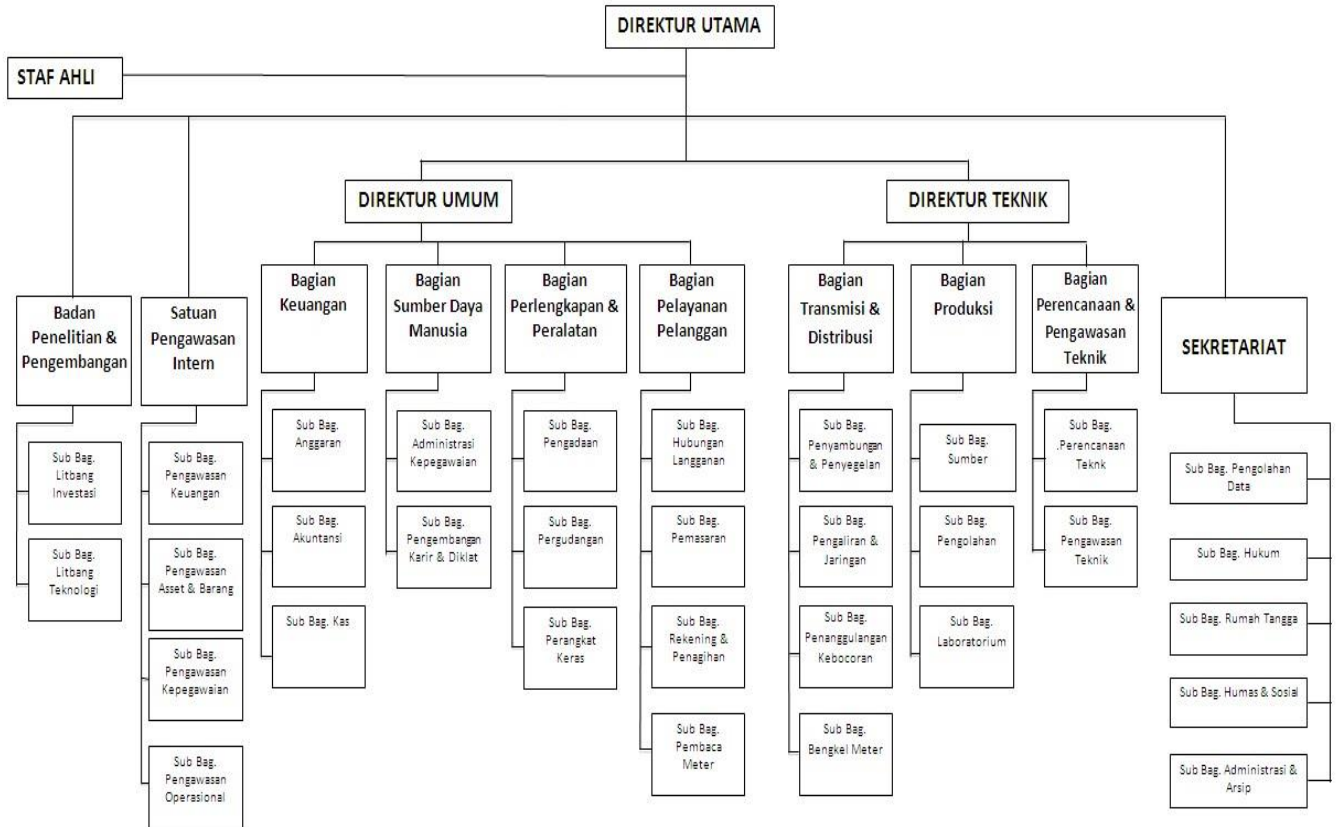 DIREKTUR UTAMA
STAF AHLI
DIREKTUR UMUM
DIREKTUR TEKNIK
Badan
Penelitian &
Pengembangan
Satuan
Pengawasan
Intern
Bagian
Keuangan
Bagian
Sumber Daya
Manusia
Bagian
Perlengkapan &
Peralatan
Bagian
Pelayanan
Pelanggan
Bagian
Transmisi &
Distribusi
Bagian
Produksi
Bagian
Perencanaan &
Pengawasan
Teknik
SEKRETARIAT
Sub Bag.
Litbang
Investasi
Sub Bag.
Litbang
Teknologi
Sub Bag.
Pengawasan
Keuangan
Sub Bag.
Pengawasan
Asset & Barang
Sub Bag.
Pengawasan
Kepegawaian
Sub Bag.
Pengawasan
Operasional
Sub Bag.
Anggaran
Sub Bag.
Akuntansi
Sub Bag. Kas
Sub Bag.
Administrasi
Kepegawaian
Sub Bag.
Pengembangan
Karir & Diklat
Sub Bag.
Pengadaan
Sub Bag.
Pergudangan
Sub Bag.
Perangkat
Keras
Sub Bag.
Hubungan
Langganan
Sub Bag.
Pemasaran
Sub Bag.
Rekening &
Penagihan
Sub Bag.
Pembaca
Meter
Sub Bag.
Penyambungan
& Penyegelan
Sub Bag.
Pengaliran &
Jaringan
Sub Bag.
Penanggulangan
Kebocoran
Sub Bag.
Bengkel Meter
Sub Bag.
Sumber
Sub Bag.
Pengolahan
Sub Bag.
Laboratorium
Sub Bag.
.Perencanaan
Teknk
Sub Bag.
Pengawasan
Teknik
Sub Bag. Pengolahan
Data
Sub Bag. Hukum
Sub Bag. Rumah Tangga
Sub Bag. Humas & Sosial
Sub Bag. Administrasi &
Arsip